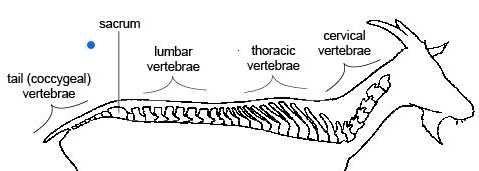 sacrum
cervical
vertebrae
thoracic
vertebrae
lumbar
vertebrae
tail (coccygeal)
vertebrae